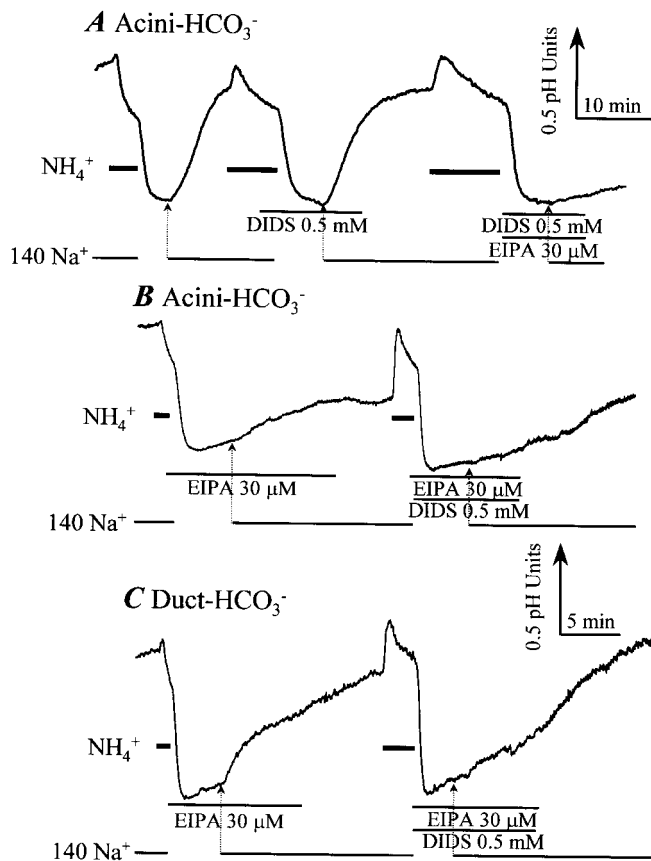 A Acini-HCO₃⁻
0.5 pH Units
10 min
NH₄⁺
DIDS 0.5 mM
DIDS 0.5 mM
EIPA 30 µM
140 Na⁺
B Acini-HCO₃⁻
NH₄⁺
EIPA 30 µM
EIPA 30 µM
DIDS 0.5 mM
140 Na⁺
C Duct-HCO₃⁻
0.5 pH Units
5 min
NH₄⁺
EIPA 30 µM
EIPA 30 µM
DIDS 0.5 mM
140 Na⁺